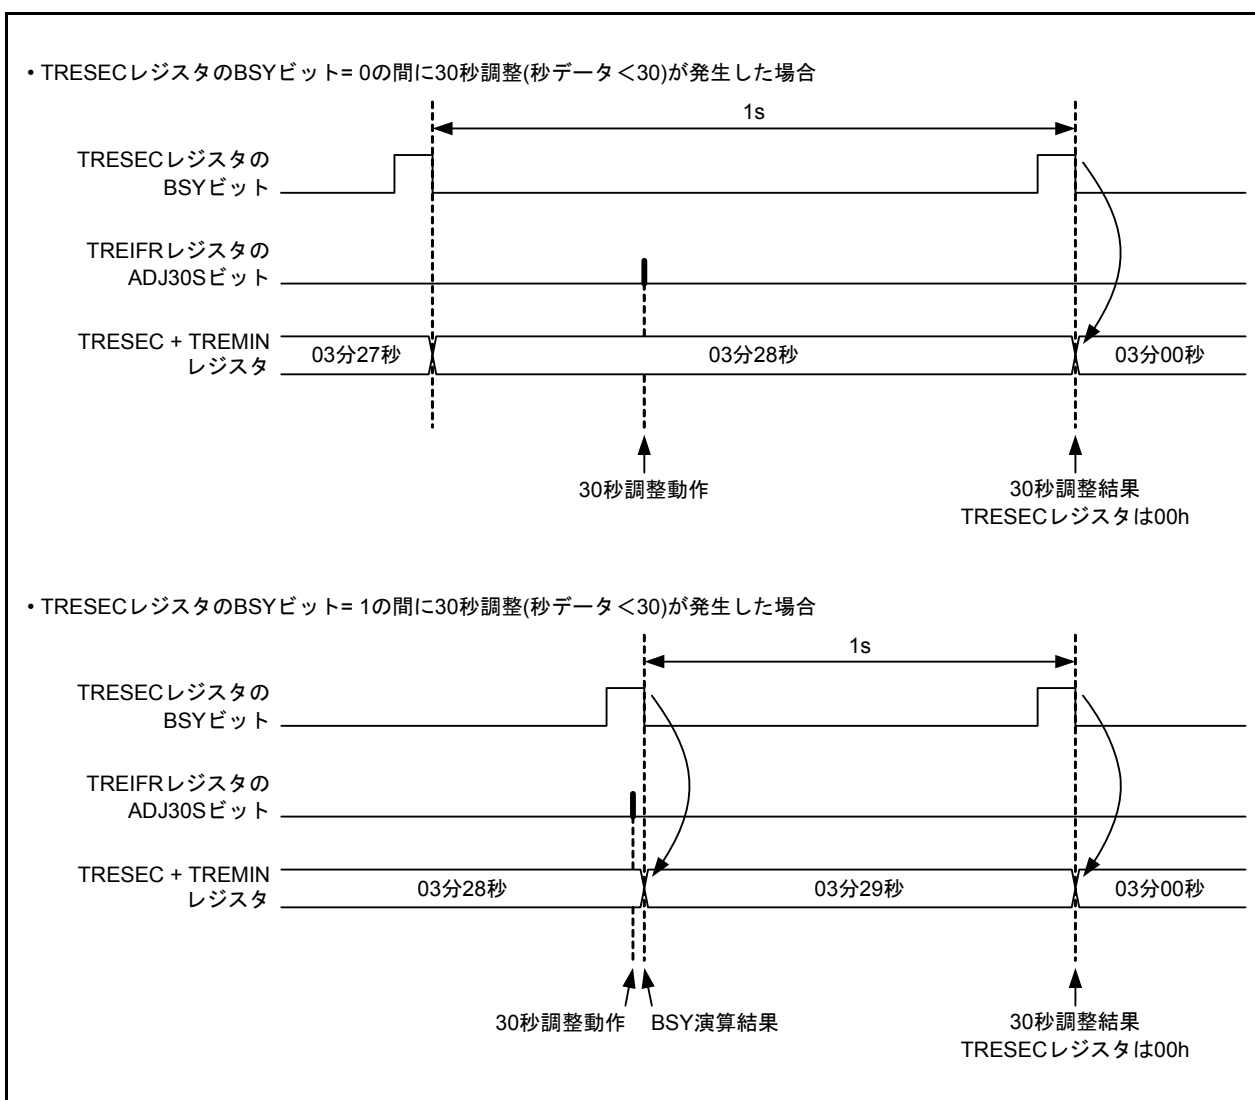 • TRESECレジスタのBSYビット= 0の間に30秒調整(秒データ＜30)が発生した場合
1s
TRESECレジスタの
BSYビット
TREIFRレジスタの
ADJ30Sビット
TRESEC + TREMIN
レジスタ
03分27秒
03分28秒
03分00秒
30秒調整動作
30秒調整結果
TRESECレジスタは00h
• TRESECレジスタのBSYビット= 1の間に30秒調整(秒データ＜30)が発生した場合
1s
TRESECレジスタの
BSYビット
TREIFRレジスタの
ADJ30Sビット
TRESEC + TREMIN
レジスタ
03分28秒
03分29秒
03分00秒
30秒調整動作
BSY演算結果
30秒調整結果
TRESECレジスタは00h